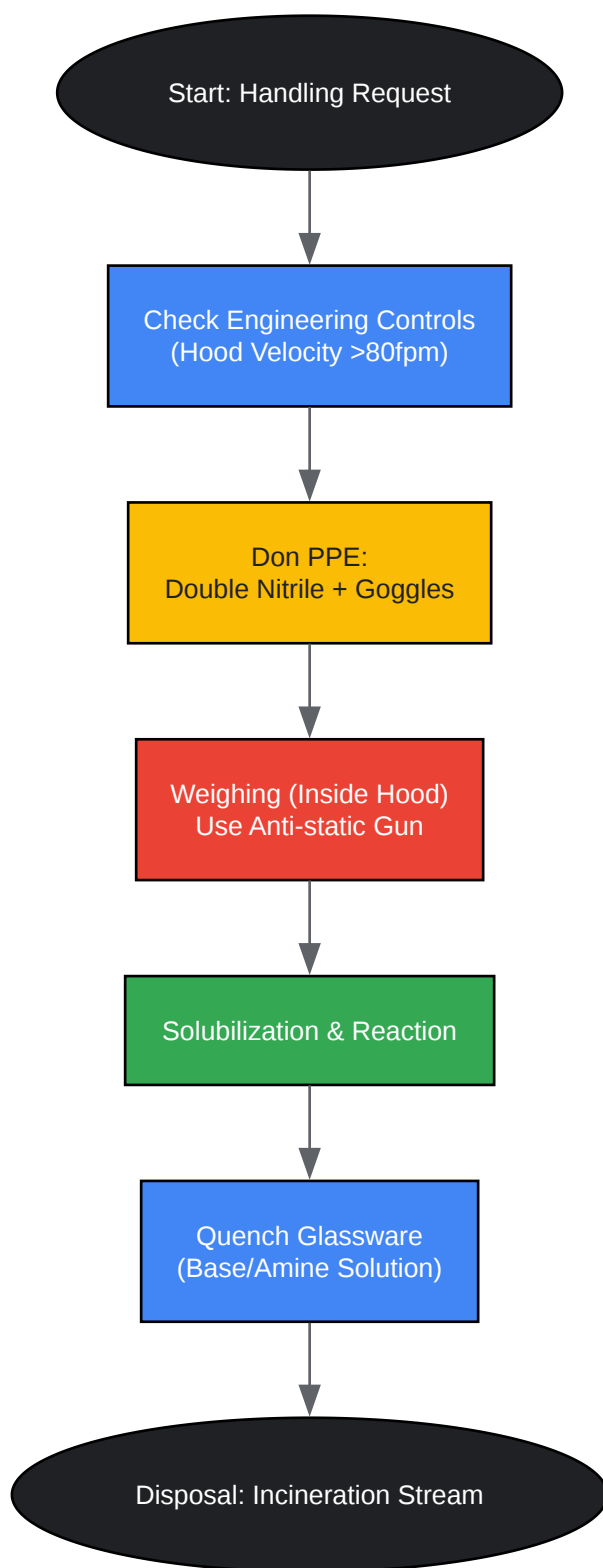 Start: Handling Request
Check Engineering Controls
(Hood Velocity >80fpm)
Don PPE:
Double Nitrile + Goggles
Weighing (Inside Hood)
Use Anti-static Gun
Solubilization & Reaction
Quench Glassware
(Base/Amine Solution)
Disposal: Incineration Stream